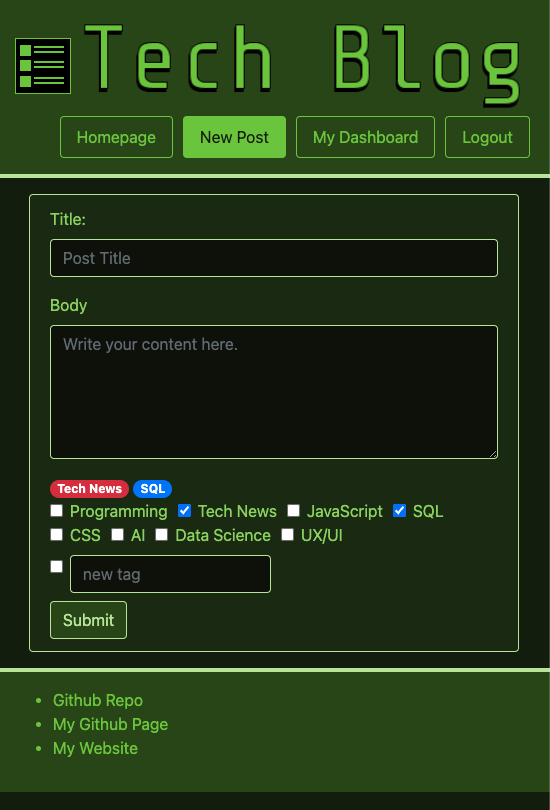 Tech Blog
Homepage New Post My Dashboard Logout
Title:
Post Title
Body
Write your content here.
Tech News SQL
Programming Tech News JavaScript SQL
CSS AI Data Science UX/UI
new tag
Submit
Github Repo
My Github Page
My Website